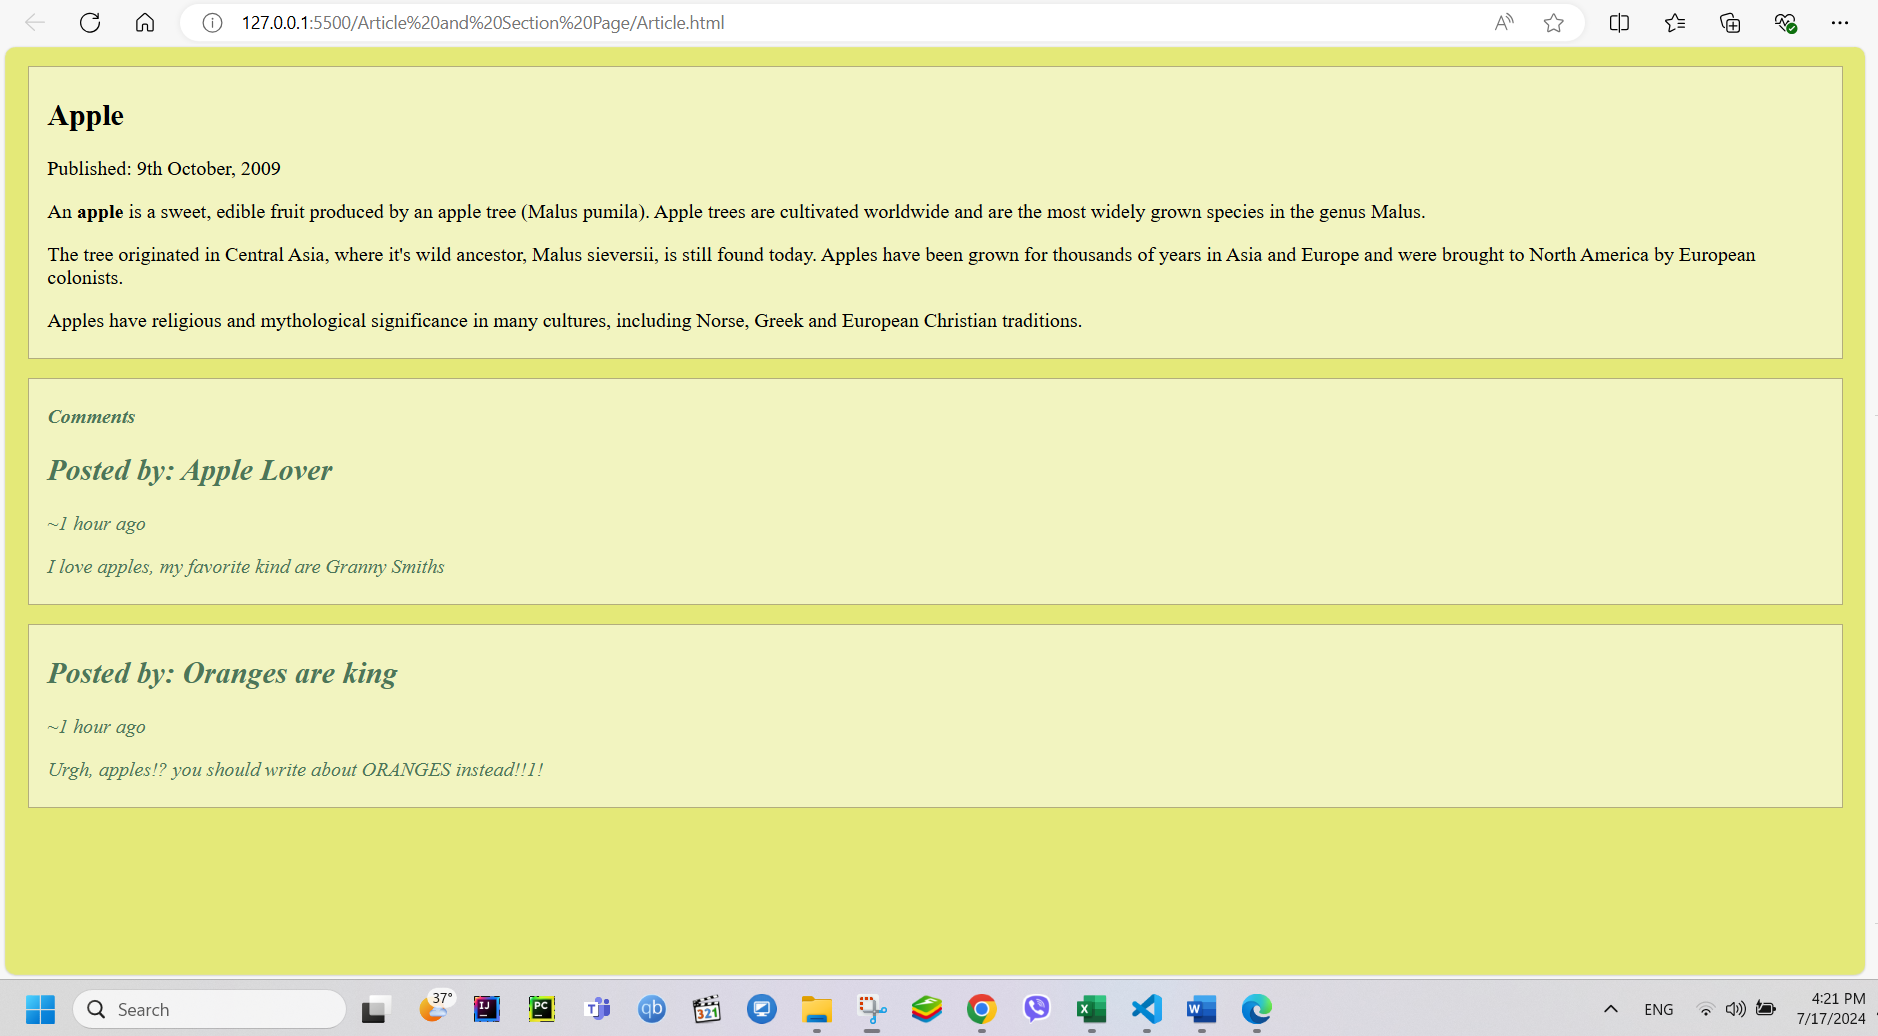 127.0.0.1:5500/Article%20and%20Section%20Page/Article.html
Apple
Published: 9th October, 2009
An apple is a sweet, edible fruit produced by an apple tree (Malus pumila). Apple trees are cultivated worldwide and are the most widely grown species in the genus Malus.
The tree originated in Central Asia, where it's wild ancestor, Malus sieversii, is still found today. Apples have been grown for thousands of years in Asia and Europe and were brought to North America by European
colonists.
Apples have religious and mythological significance in many cultures, including Norse, Greek and European Christian traditions.
Comments
Posted by: Apple Lover
~1 hour ago
I love apples, my favorite kind are Granny Smiths
Posted by: Oranges are king
~1 hour ago
Urgh, apples!? you should write about ORANGES instead!!1!
Search
37°
IJ
PC
T
qb
321
X
W
ENG
4:21 PM
7/17/2024